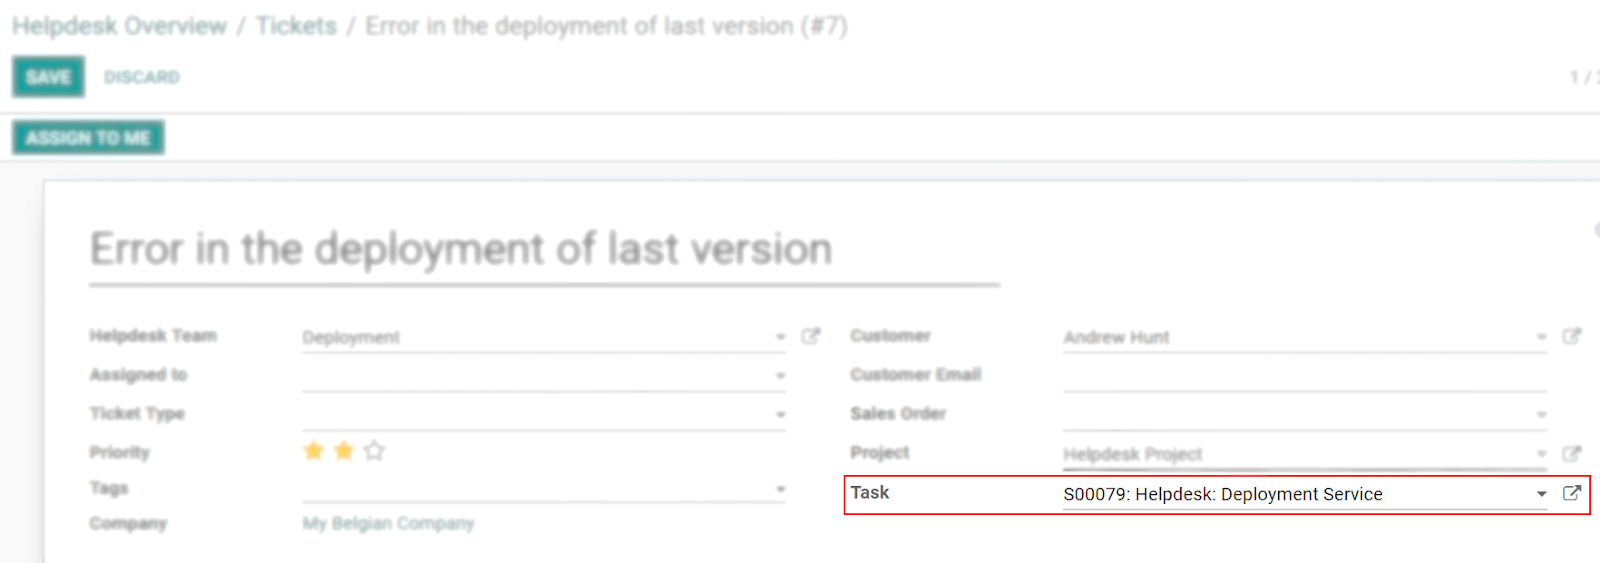 Helpdesk Overview / Tickets / Error in the deployment of last version (#7)
SAVE DISCARD
1 /
ASSIGN TO ME
Error in the deployment of last version
Helpdesk Team Deployment
Customer Andrew Hunt
Assigned to
Customer Email
Ticket Type
Sales Order
Priority
Project Helpdesk Project
Tags
Task S00079: Helpdesk: Deployment Service
Company My Belgian Company